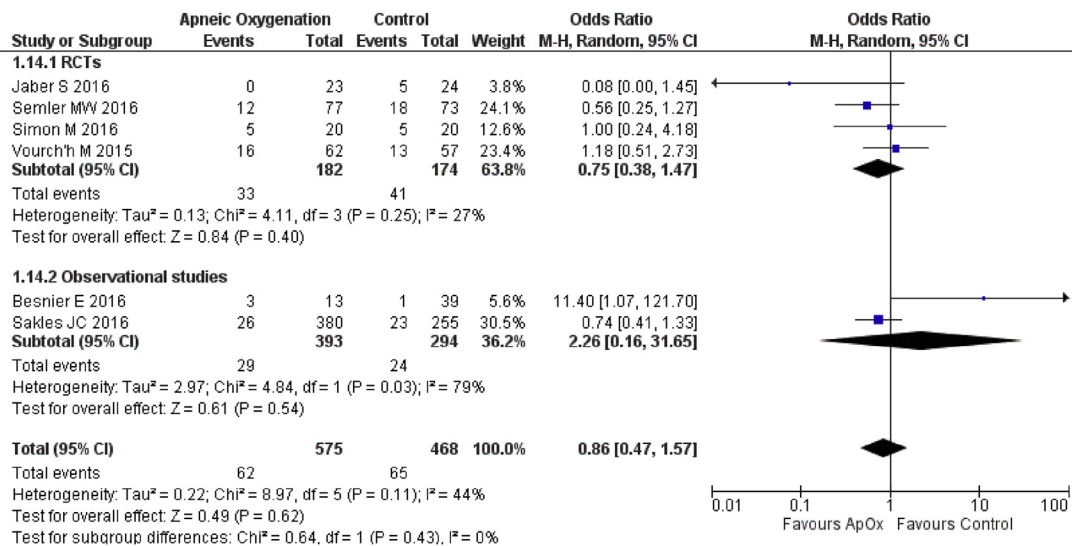 Apneic Oxygenation Control Odds Ratio Odds Ratio
Study or Subgroup Events Total Events Total Weight M-H, Random, 95% CI M-H, Random, 95% CI
1.14.1 RCTs
Jaber S 2016 0 23 5 24 3.8% 0.08 [0.00, 1.45]
Semler MW 2016 12 77 18 73 24.1% 0.56 [0.25, 1.27]
Simon M 2016 5 20 5 20 12.6% 1.00 [0.24, 4.18]
Vourc'h M 2015 16 62 13 57 23.4% 1.18 [0.51, 2.73]
Subtotal (95% CI) 182 174 63.8% 0.75 [0.38, 1.47]
Total events 33 41
Heterogeneity: Tau² = 0.13; Chi² = 4.11, df = 3 (P = 0.25); I² = 27%
Test for overall effect: Z = 0.84 (P = 0.40)
1.14.2 Observational studies
Besnier E 2016 3 13 1 39 5.6% 11.40 [1.07, 121.70]
Sakles JC 2016 26 380 23 255 30.5% 0.74 [0.41, 1.33]
Subtotal (95% CI) 393 294 36.2% 2.26 [0.16, 31.65]
Total events 29 24
Heterogeneity: Tau² = 2.97; Chi² = 4.84, df = 1 (P = 0.03); I² = 79%
Test for overall effect: Z = 0.61 (P = 0.54)
Total (95% CI) 575 468 100.0% 0.86 [0.47, 1.57]
Total events 62 65
Heterogeneity: Tau² = 0.22; Chi² = 8.97, df = 5 (P = 0.11); I² = 44%
Test for overall effect: Z = 0.49 (P = 0.62)
Test for subgroup differences: Chi² = 0.64, df = 1 (P = 0.43), I² = 0%
0.01 0.1 1 10 100
Favours ApOx Favours Control